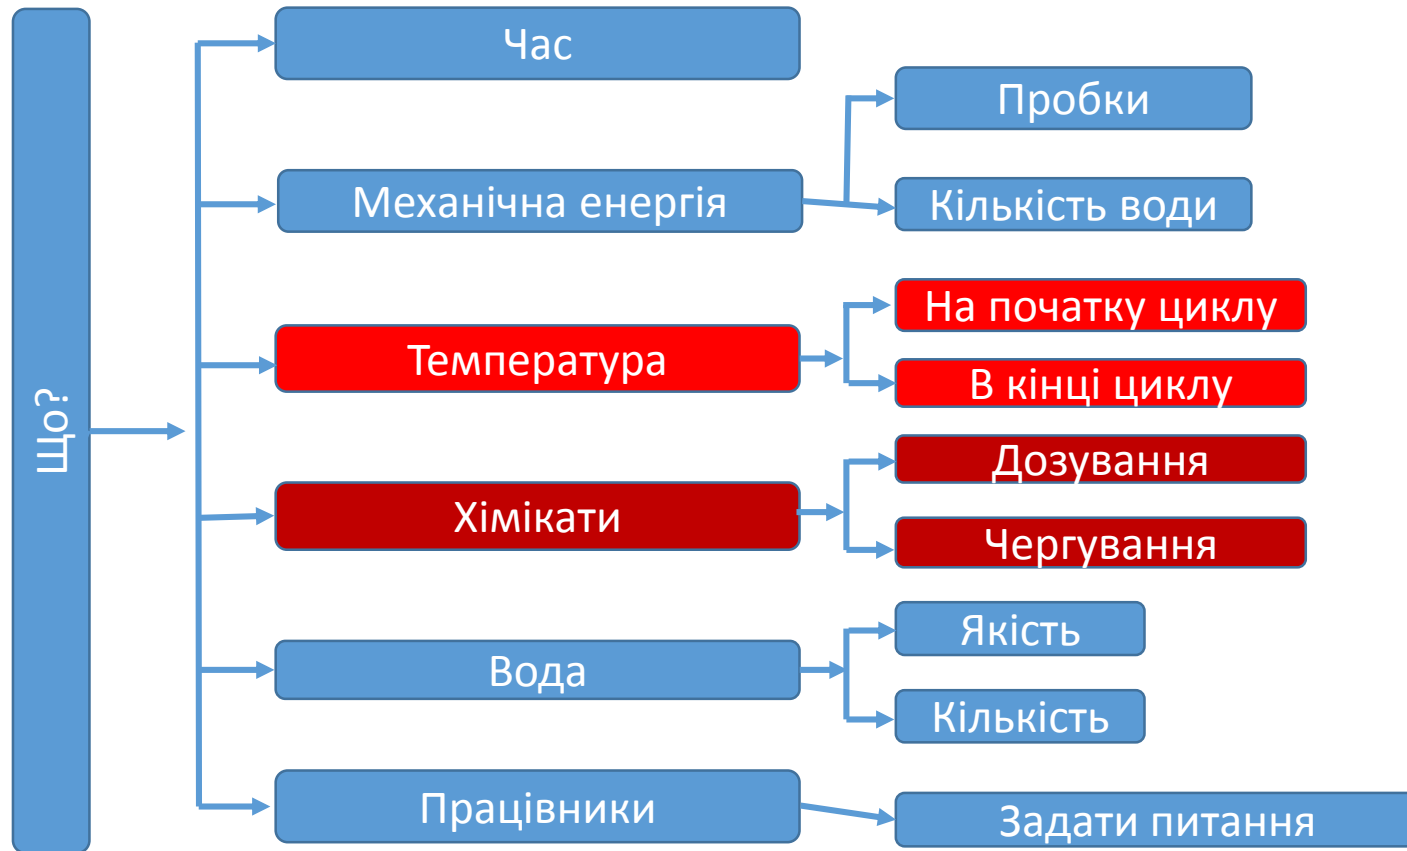 Що?
Час
Механічна енергія
Пробки
Кількість води
Температура
На початку циклу
В кінці циклу
Хімікати
Дозування
Чергування
Вода
Якість
Кількість
Працівники
Задати питання